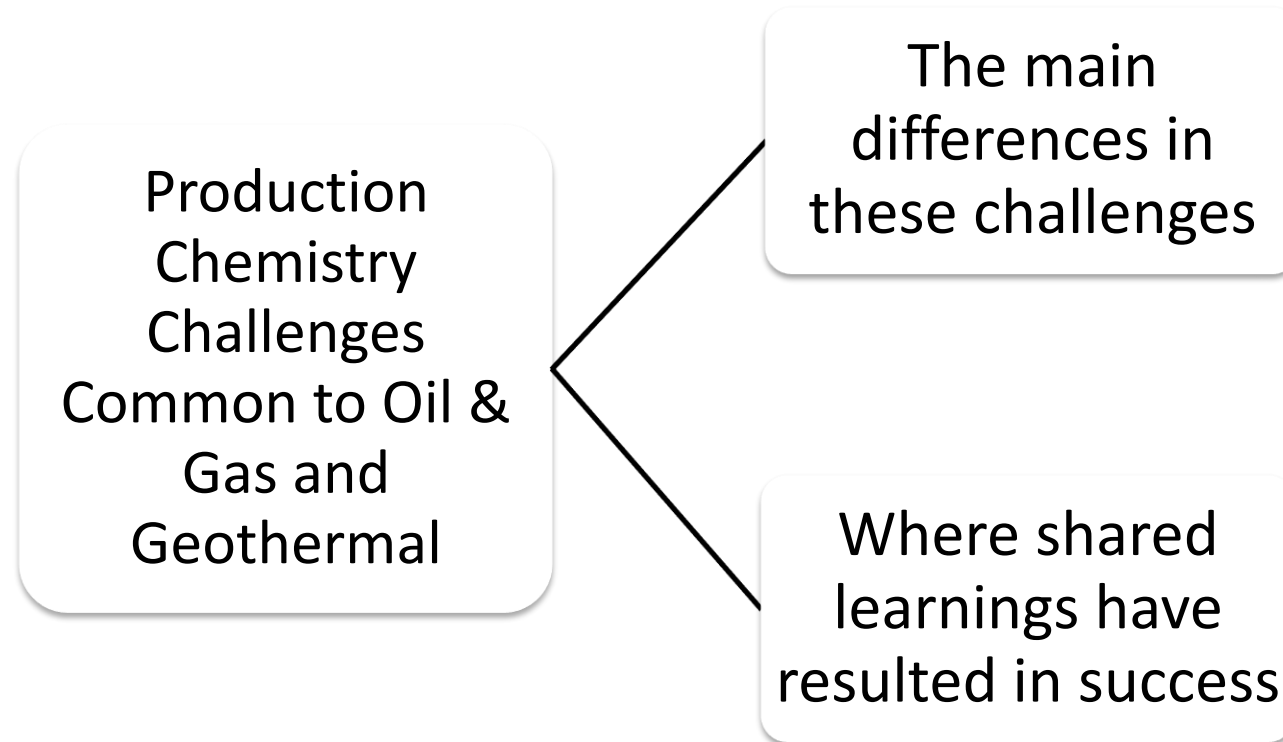 Production
Chemistry
Challenges
Common to Oil &
Gas and
Geothermal
The main
differences in
these challenges
Where shared
learnings have
resulted in success